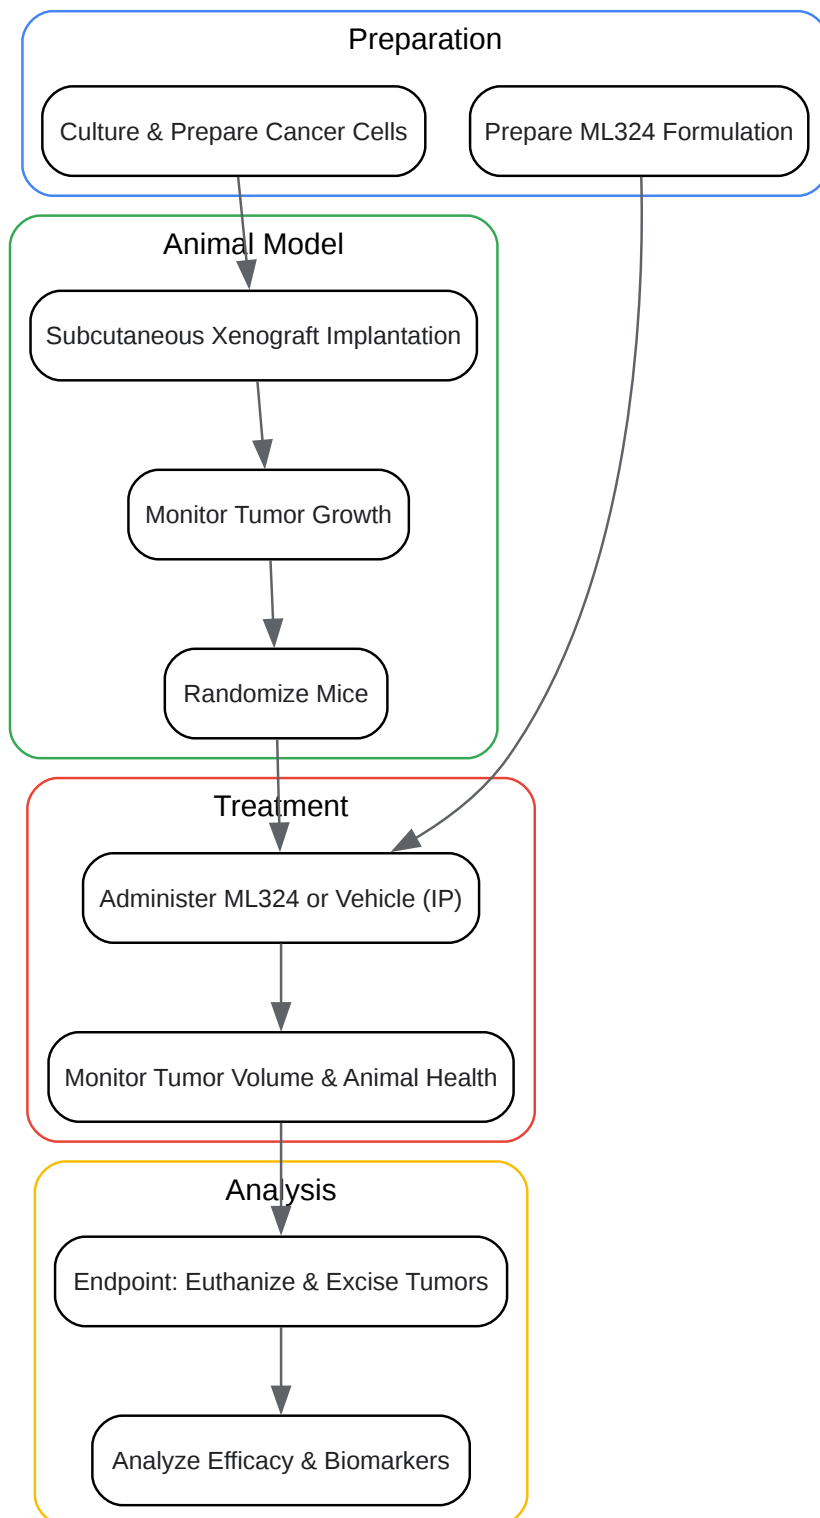 Preparation
Culture & Prepare Cancer Cells
Prepare ML324 Formulation
Animal Model
Subcutaneous Xenograft Implantation
Monitor Tumor Growth
Randomize Mice
Treatment
Administer ML324 or Vehicle (IP)
Monitor Tumor Volume & Animal Health
Analysis
Endpoint: Euthanize & Excise Tumors
Analyze Efficacy & Biomarkers